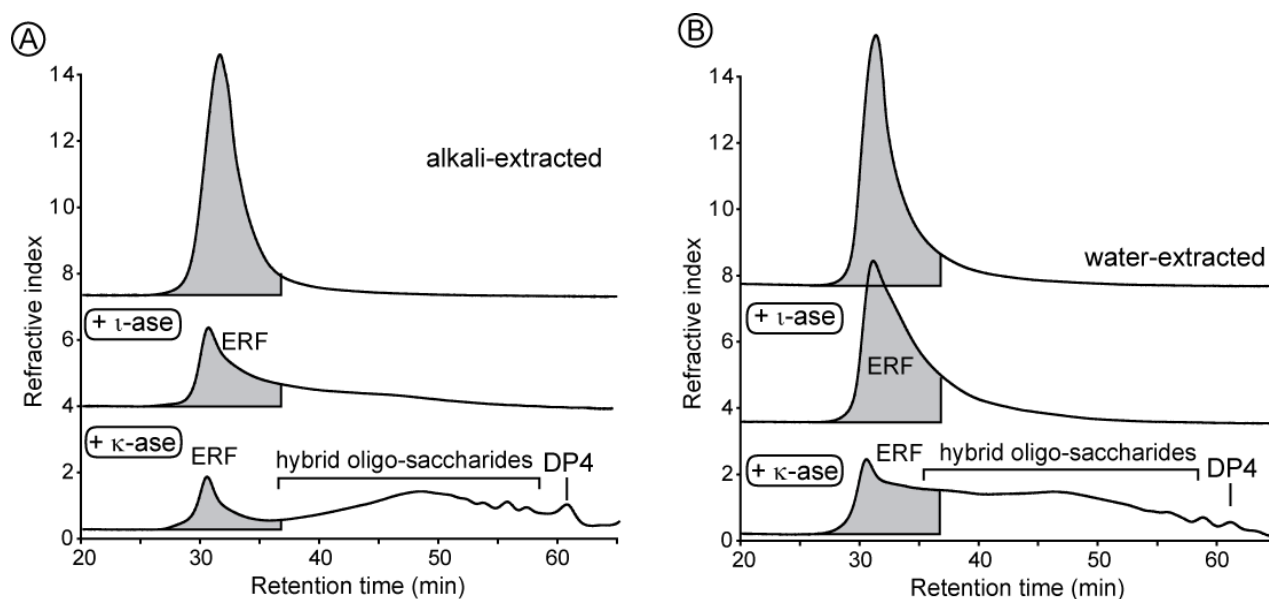 A
14
12
10
8
6
4
2
0
Refractive index
alkali-extracted
+ ι-ase
ERF
+ κ-ase
ERF
hybrid oligo-saccharides
DP4
20
30
40
50
60
Retention time (min)
B
14
12
10
8
6
4
2
0
Refractive index
water-extracted
+ ι-ase
ERF
+ κ-ase
ERF
hybrid oligo-saccharides
DP4
20
30
40
50
60
Retention time (min)